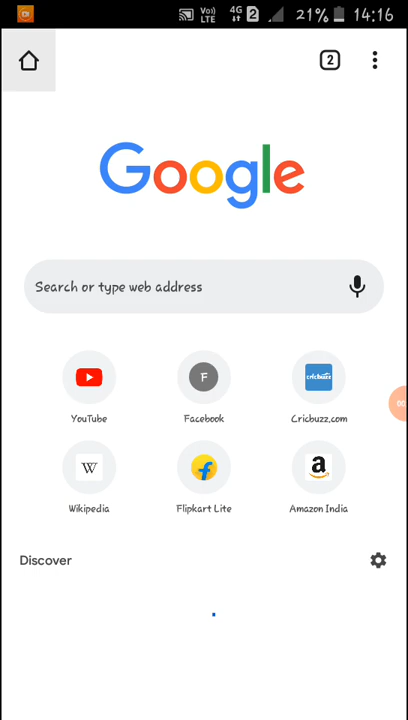 Vo)) LTE 4G 2 21% 14:16
2
Google
Search or type web address
F
cricbuzz
YouTube Facebook Cricbuzz.com
W f a
Wikipedia Flipkart Lite Amazon India
Discover